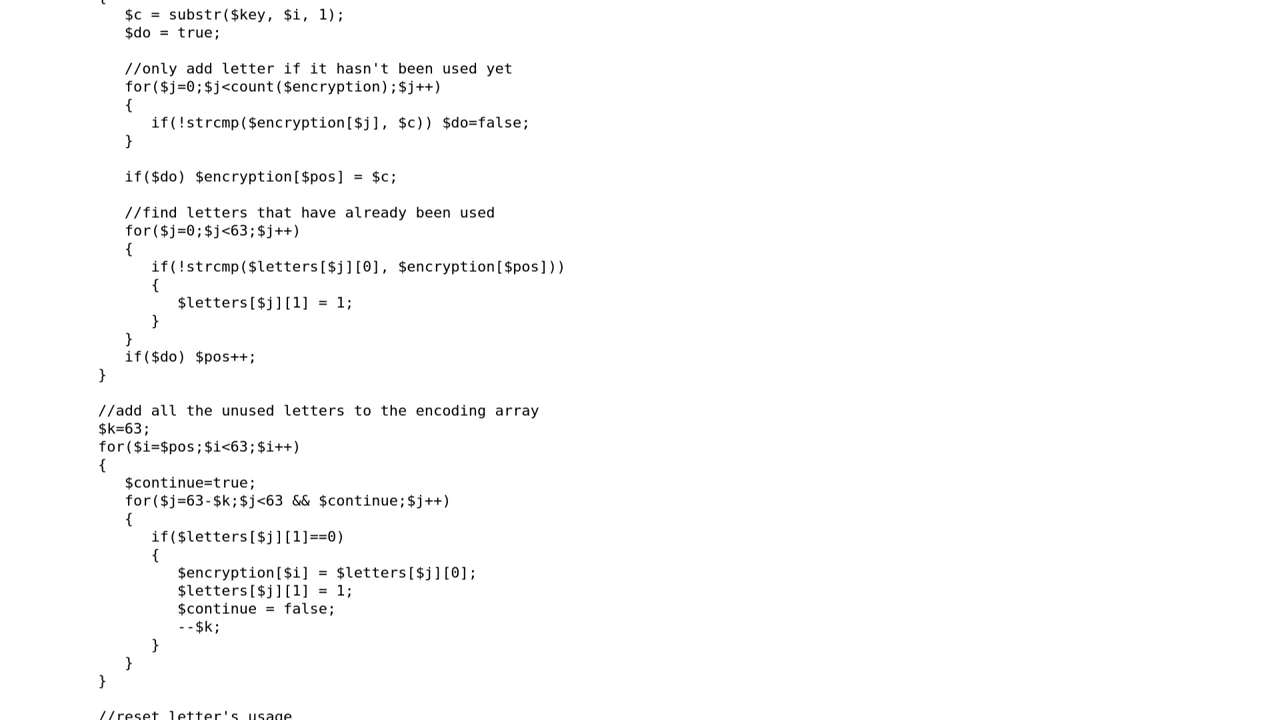 {
$c = substr($key, $i, 1);
$do = true;
//only add letter if it hasn't been used yet
for($j=0;$j<count($encryption);$j++)
{
if(!strcmp($encryption[$j], $c)) $do=false;
}
if($do) $encryption[$pos] = $c;
//find letters that have already been used
for($j=0;$j<63;$j++)
{
if(!strcmp($letters[$j][0], $encryption[$pos]))
{
$letters[$j][1] = 1;
}
}
if($do) $pos++;
}
//add all the unused letters to the encoding array
$k=63;
for($i=$pos;$i<63;$i++)
{
$continue=true;
for($j=63-$k;$j<63 && $continue;$j++)
{
if($letters[$j][1]==0)
{
$encryption[$i] = $letters[$j][0];
$letters[$j][1] = 1;
$continue = false;
--$k;
}
}
}
//reset letter's usage